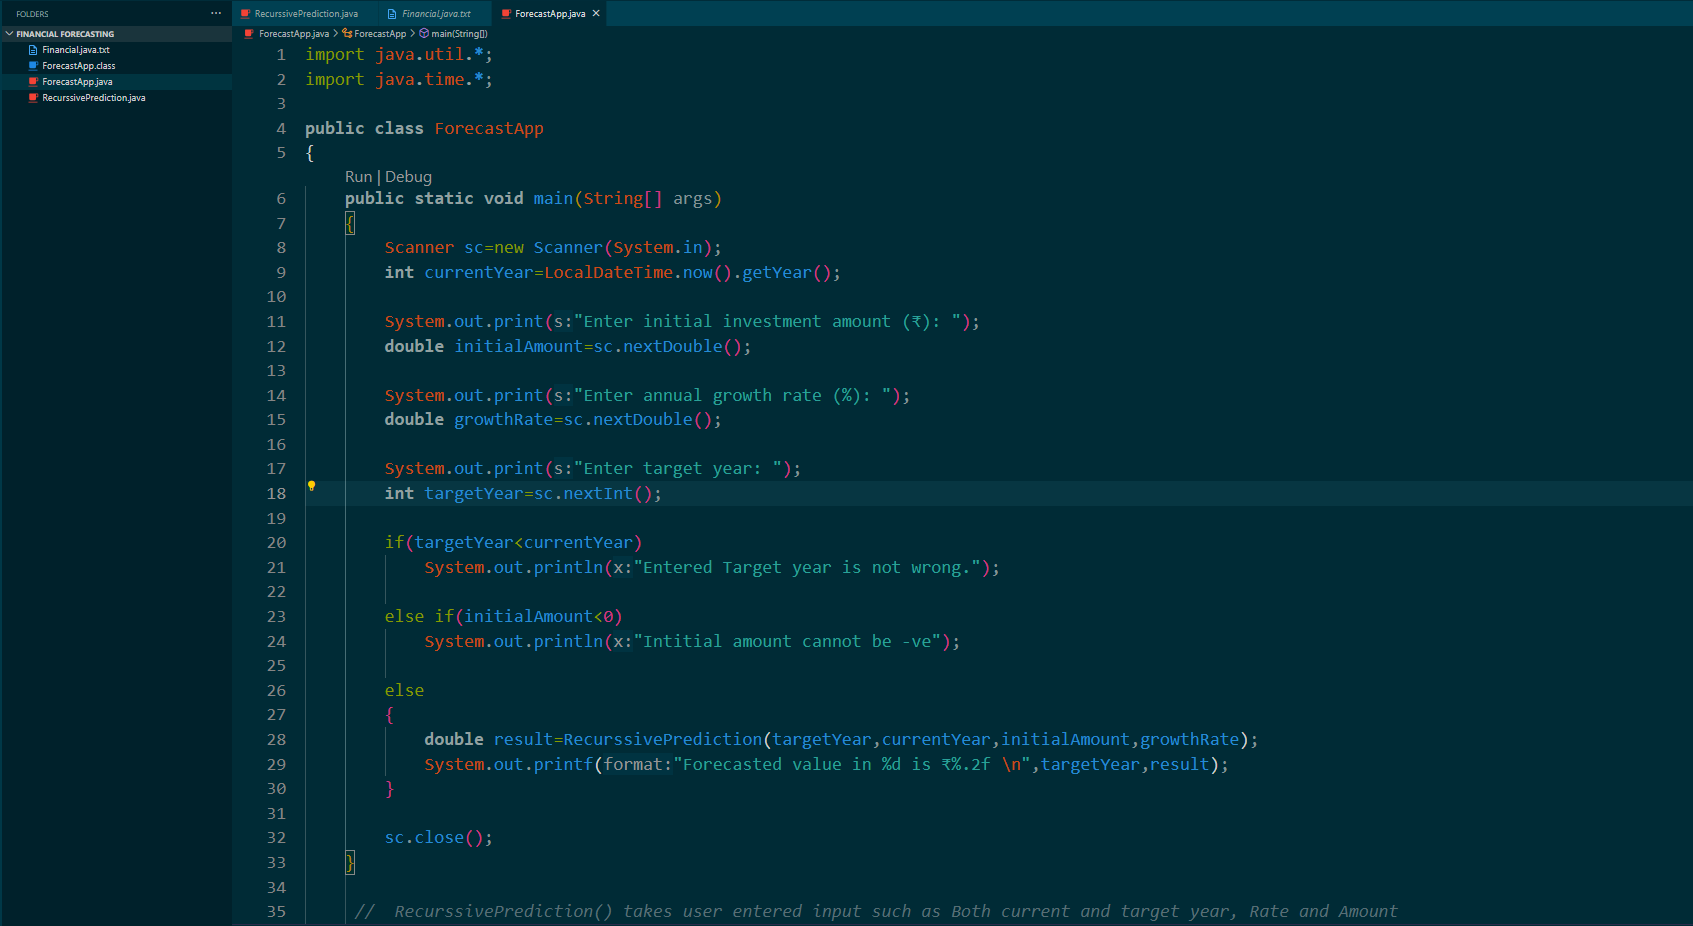 FOLDERS ...
FINANCIAL FORECASTING
Financial.java.txt
ForecastApp.class
ForecastApp.java
RecurssivePrediction.java
RecurssivePrediction.java Financial.java.txt ForecastApp.java ×
ForecastApp.java > ForecastApp > main(String[])
1 import java.util.*;
2 import java.time.*;
3
4 public class ForecastApp
5 {
Run | Debug
6 public static void main(String[] args)
7 {
8 Scanner sc=new Scanner(System.in);
9 int currentYear=LocalDateTime.now().getYear();
10
11 System.out.print(s:"Enter initial investment amount (₹): ");
12 double initialAmount=sc.nextDouble();
13
14 System.out.print(s:"Enter annual growth rate (%): ");
15 double growthRate=sc.nextDouble();
16
17 System.out.print(s:"Enter target year: ");
18 int targetYear=sc.nextInt();
19
20 if(targetYear<currentYear)
21 System.out.println(x:"Entered Target year is not wrong.");
22
23 else if(initialAmount<0)
24 System.out.println(x:"Intitial amount cannot be -ve");
25
26 else
27 {
28 double result=RecurssivePrediction(targetYear,currentYear,initialAmount,growthRate);
29 System.out.printf(format:"Forecasted value in %d is ₹%.2f \n",targetYear,result);
30 }
31
32 sc.close();
33 }
34
35 // RecurssivePrediction() takes user entered input such as Both current and target year, Rate and Amount